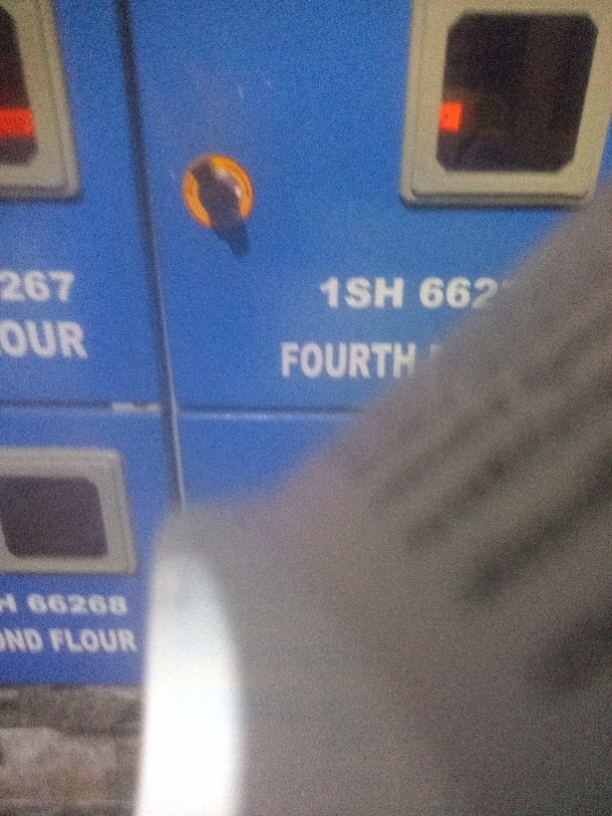 267
OUR
1SH 662
FOURTH
H 66268
OND FLOUR